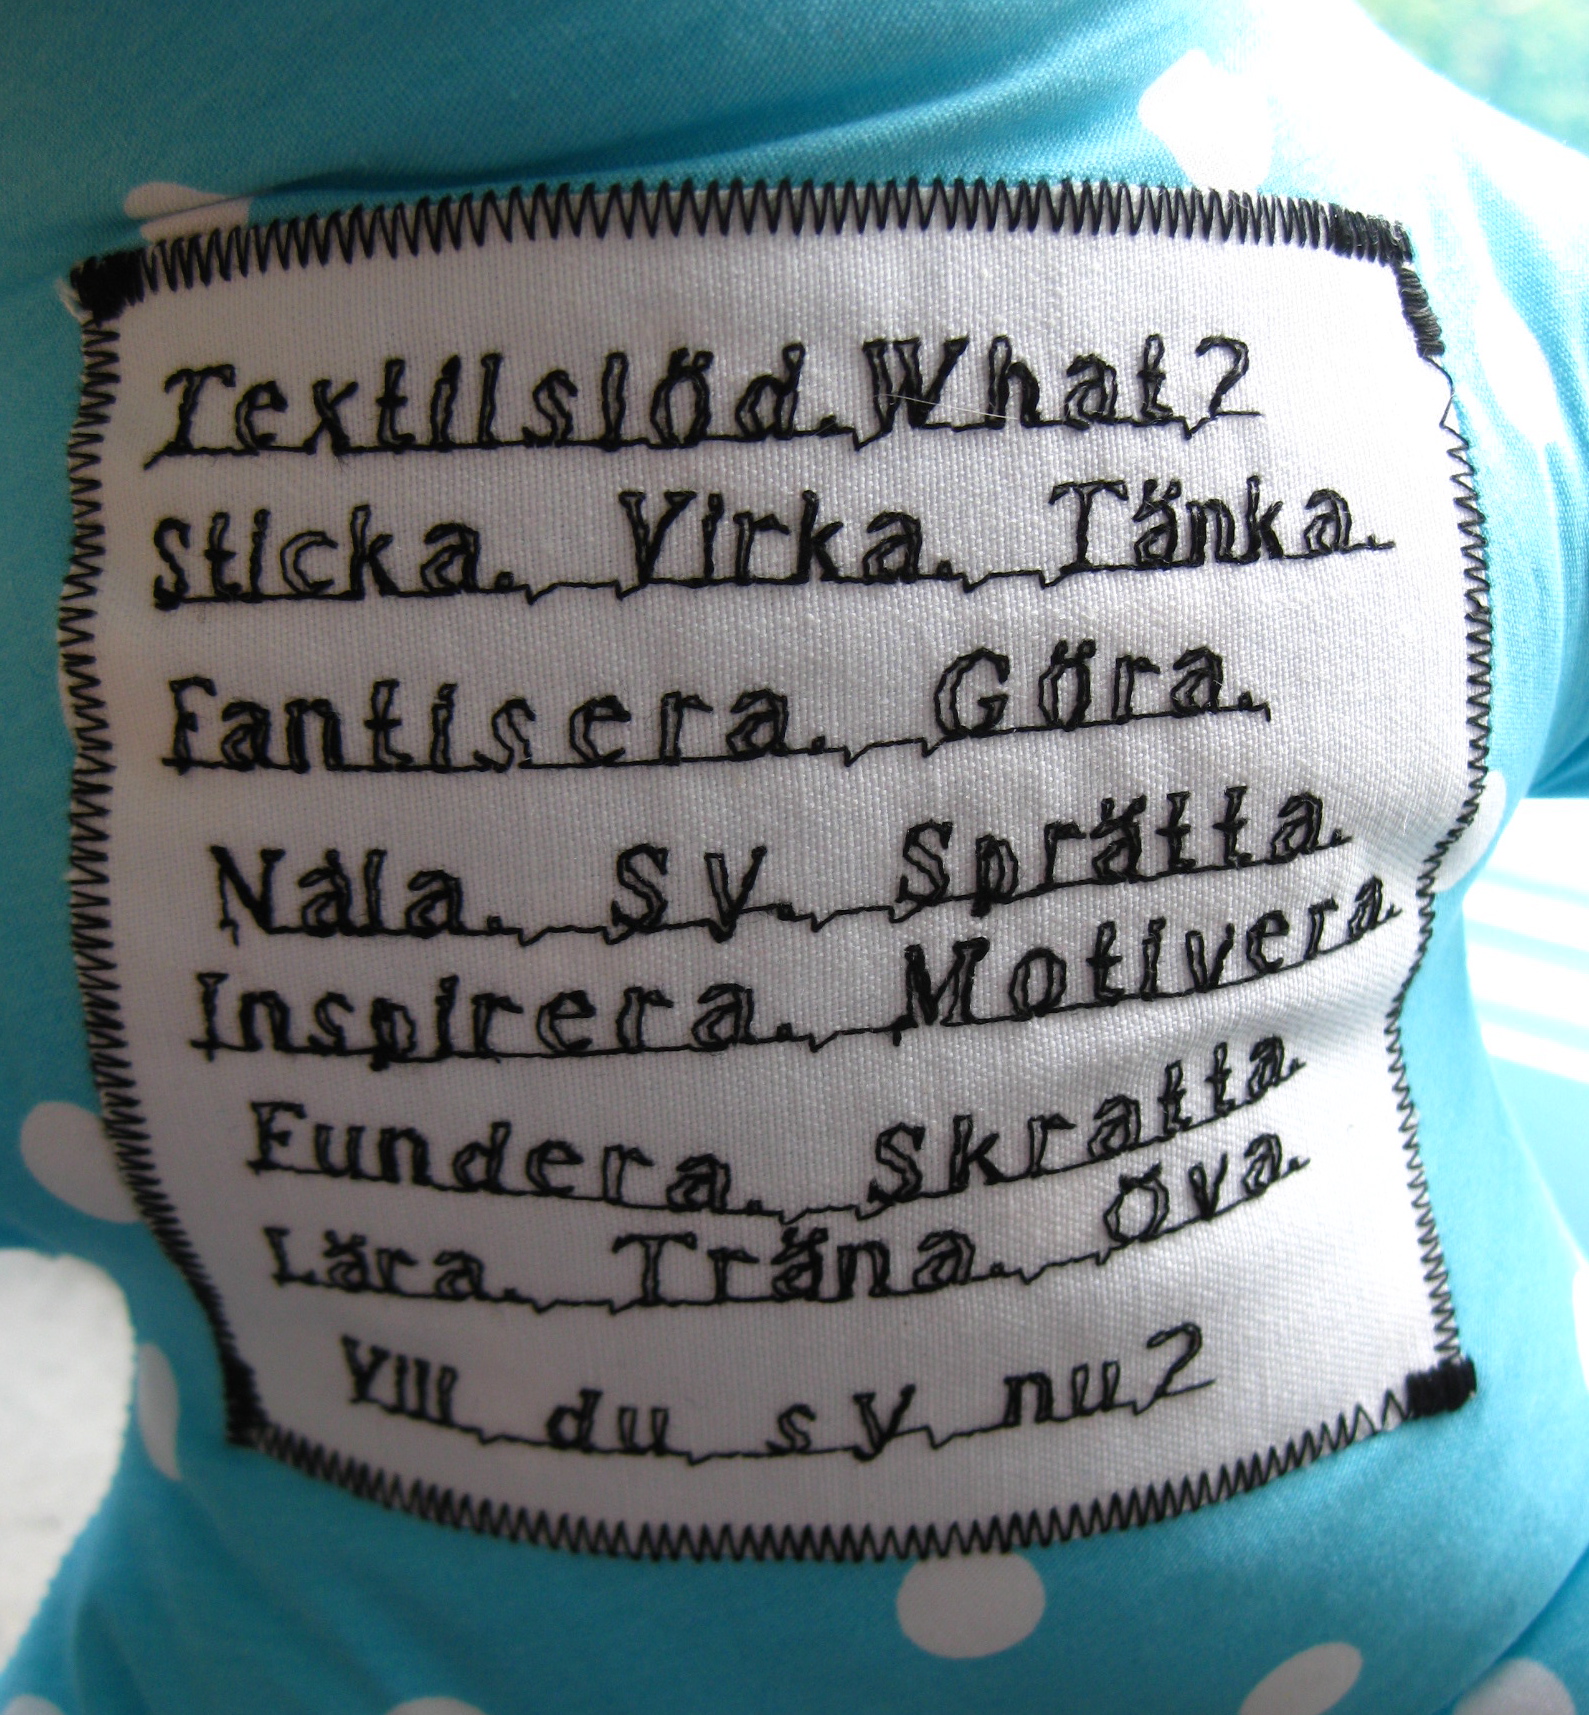 Textilslöd. What?
Sticka. Virka. Tänka.
Fantisera. Göra.
Nåla. Sy. Sprätta.
Inspirera. Motivera.
Fundera. Skratta.
Lära. Träna. Öva.
Vill du sy nu?